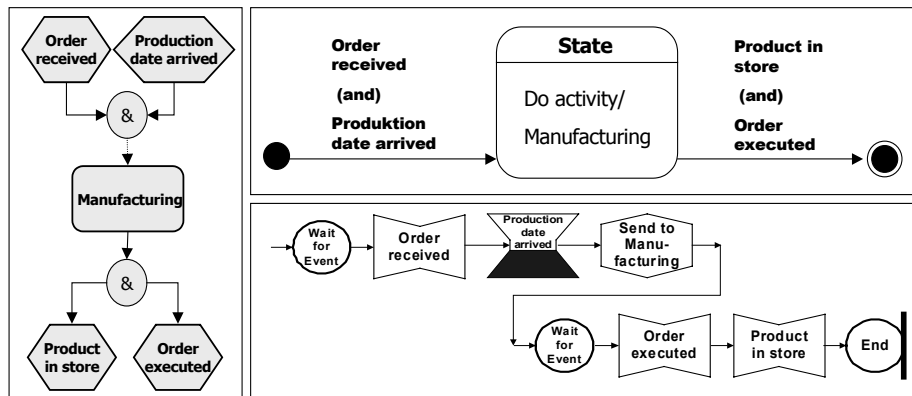 Order
received
Production
date arrived
&
Manufacturing
&
Product
in store
Order
executed
Order
received
(and)
Produktion
date arrived
State
Do activity/
Manufacturing
Product in
store
(and)
Order
executed
Wait
for
Event
Order
received
Production
date
arrived
Send to
Manu-
facturing
Wait
for
Event
Order
executed
Product
in store
End